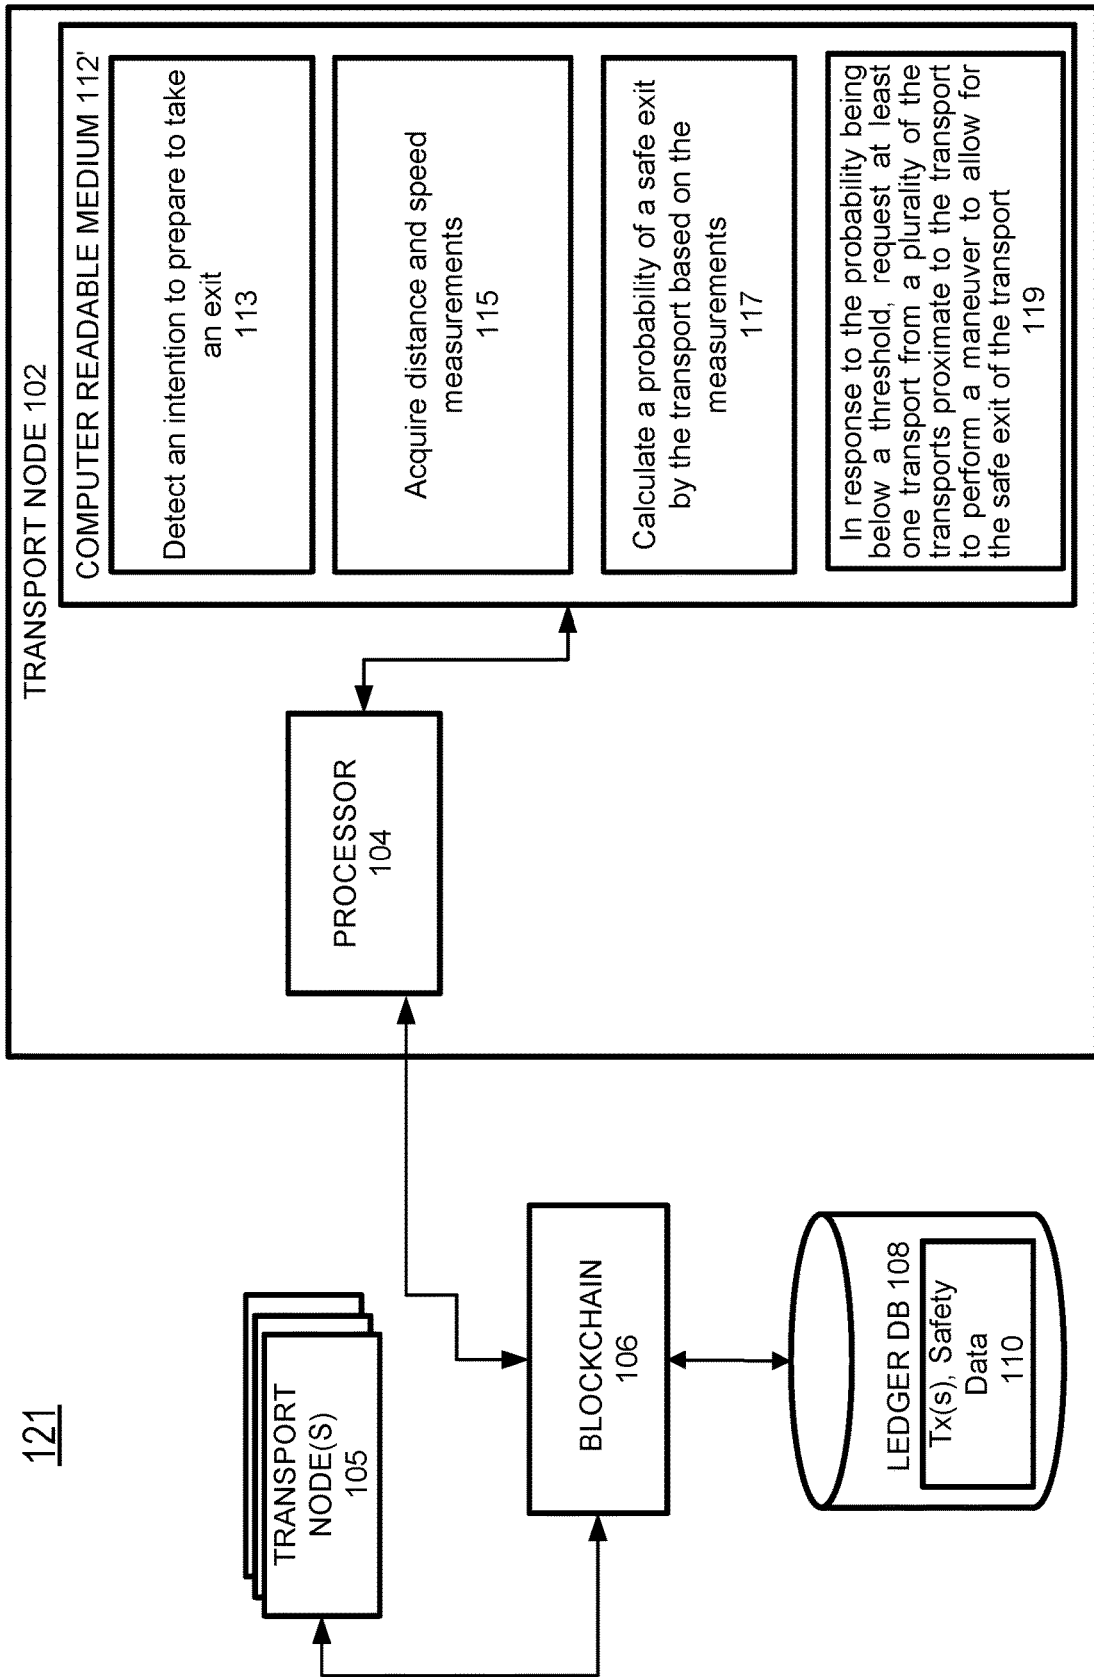 121
TRANSPORT
NODE(S)
105
BLOCKCHAIN
106
LEDGER DB 108
Tx(s), Safety
Data
110
TRANSPORT NODE 102
PROCESSOR
104
COMPUTER READABLE MEDIUM 112'
Detect an intention to prepare to take
an exit
113
Acquire distance and speed
measurements
115
Calculate a probability of a safe exit
by the transport based on the
measurements
117
In response to the probability being
below a threshold, request at least
one transport from a plurality of the
transports proximate to the transport
to perform a maneuver to allow for
the safe exit of the transport
119